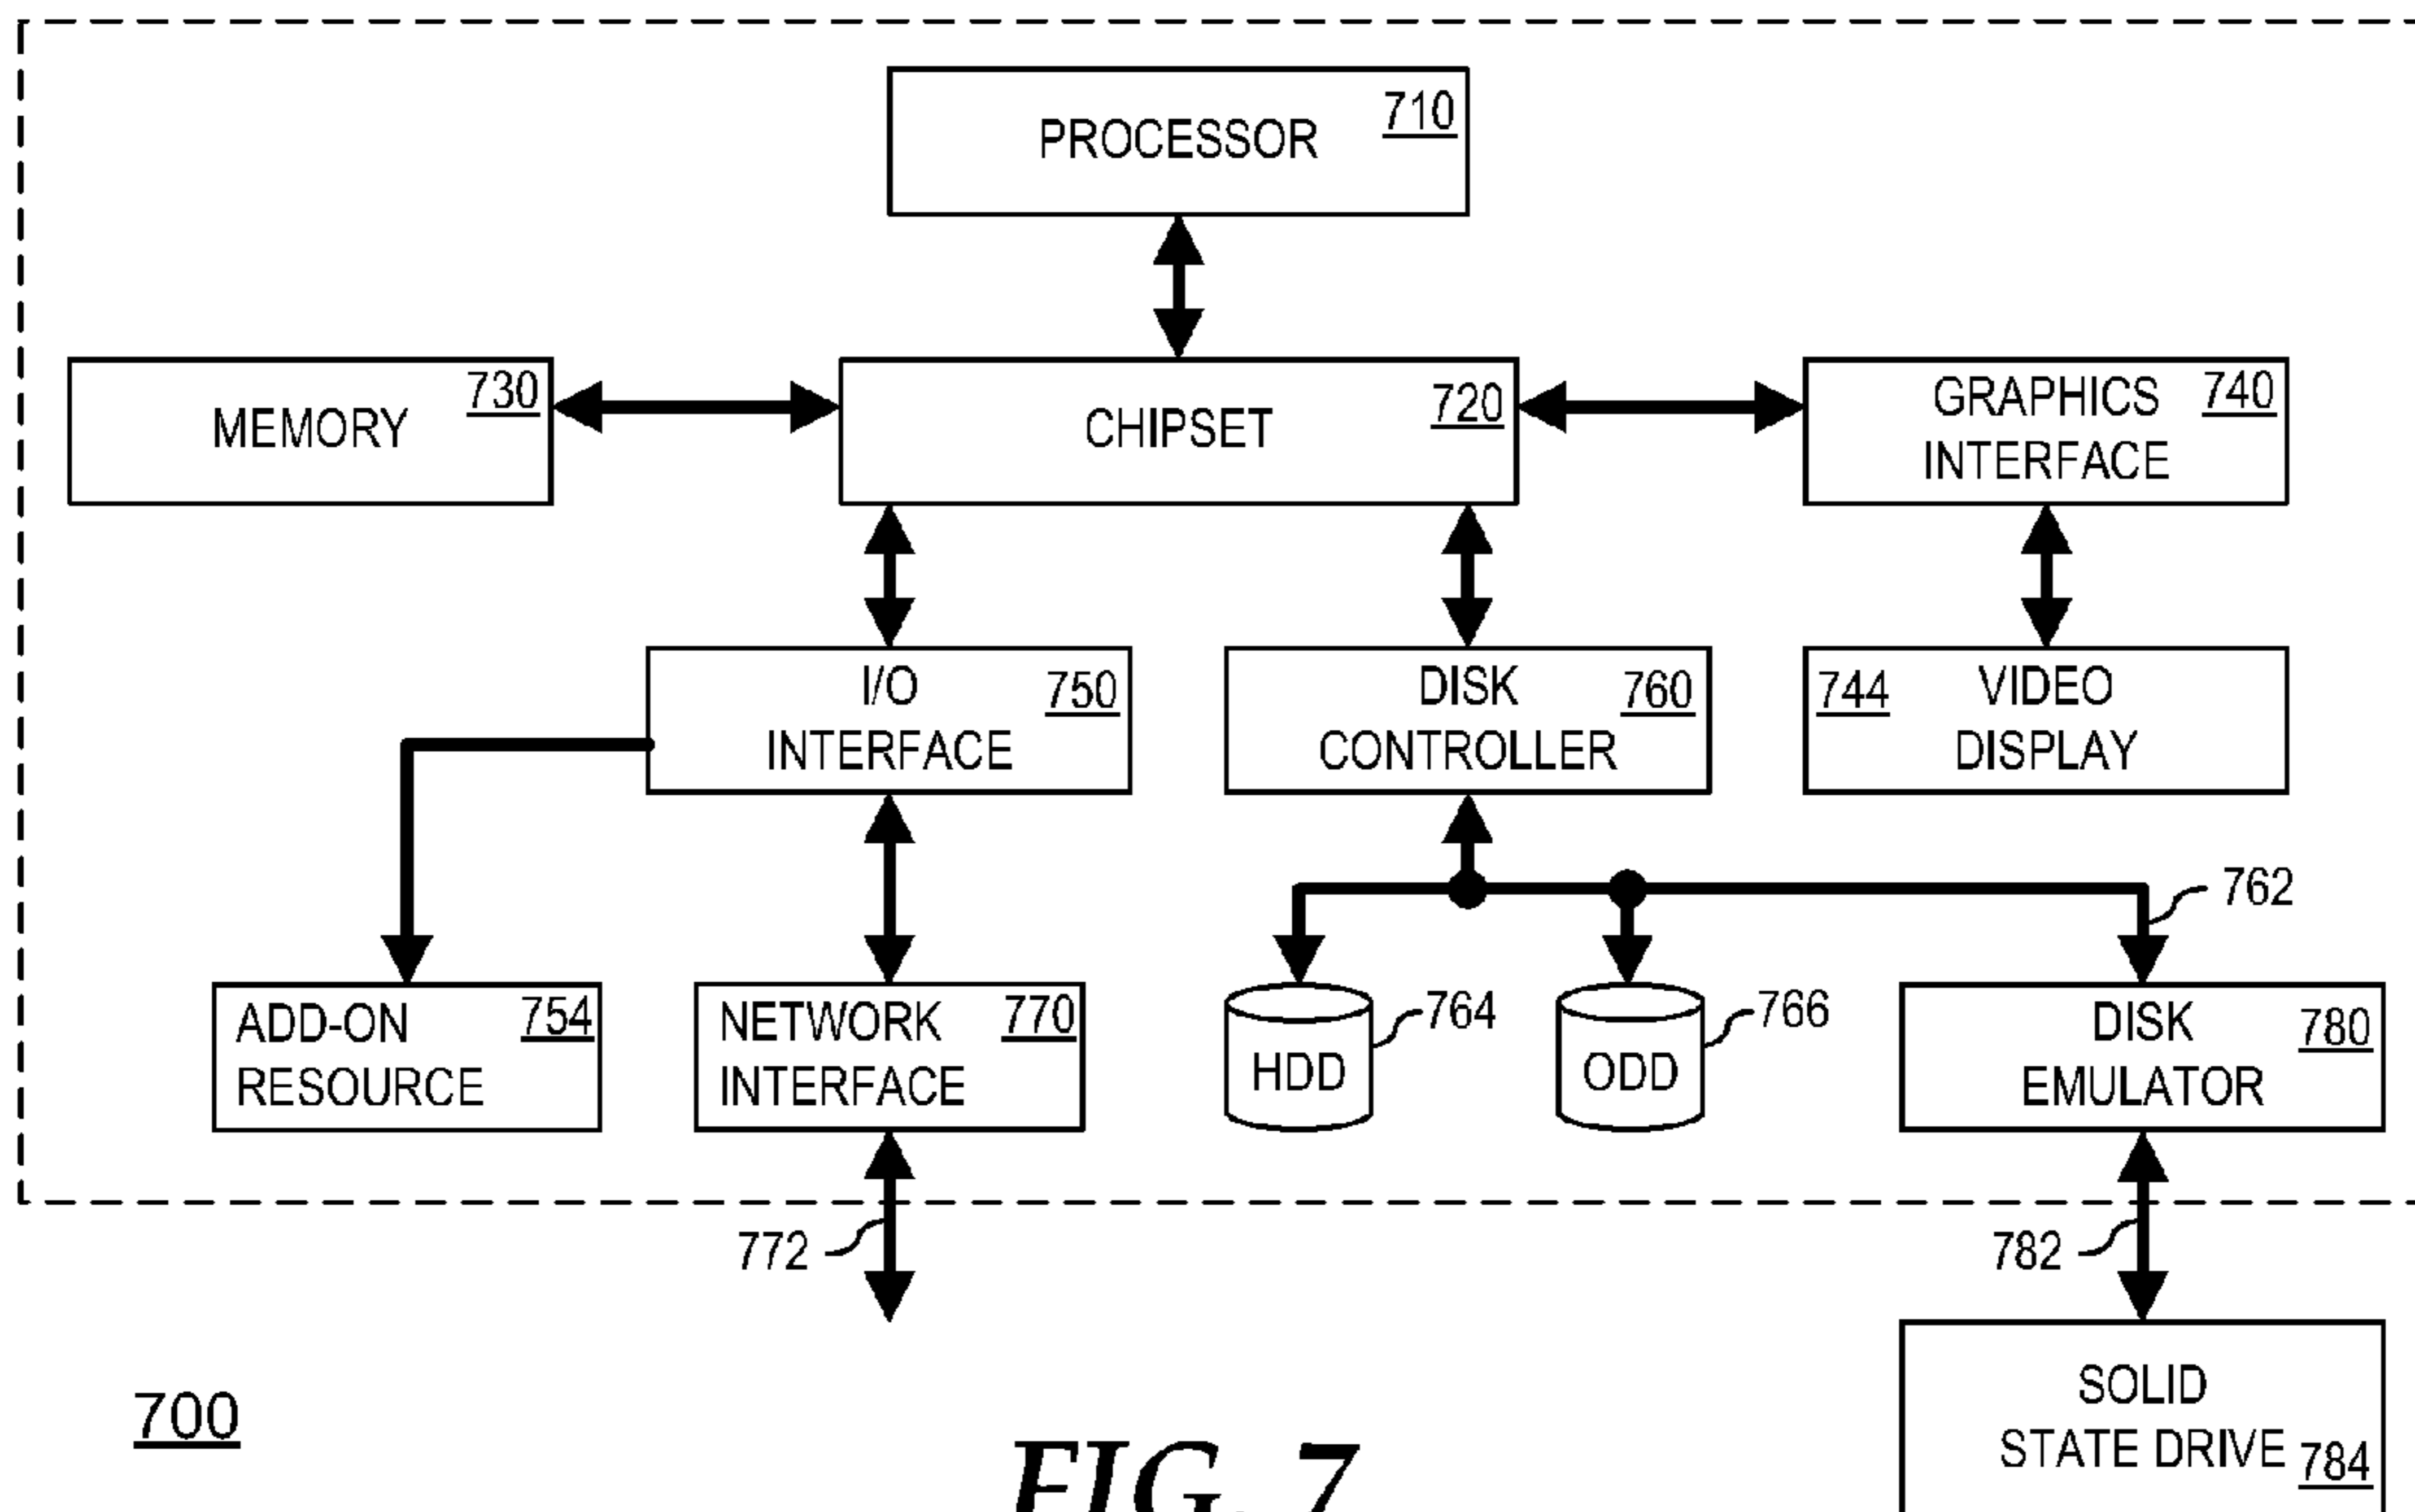 PROCESSOR 710
MEMORY 730
CHIPSET 720
GRAPHICS 740
INTERFACE
I/O 750
INTERFACE
DISK 760
CONTROLLER
744 VIDEO
DISPLAY
762
ADD-ON 754
RESOURCE
NETWORK 770
INTERFACE
HDD
764
ODD
766
DISK 780
EMULATOR
772
782
SOLID
STATE DRIVE 784
700
FIG. 7